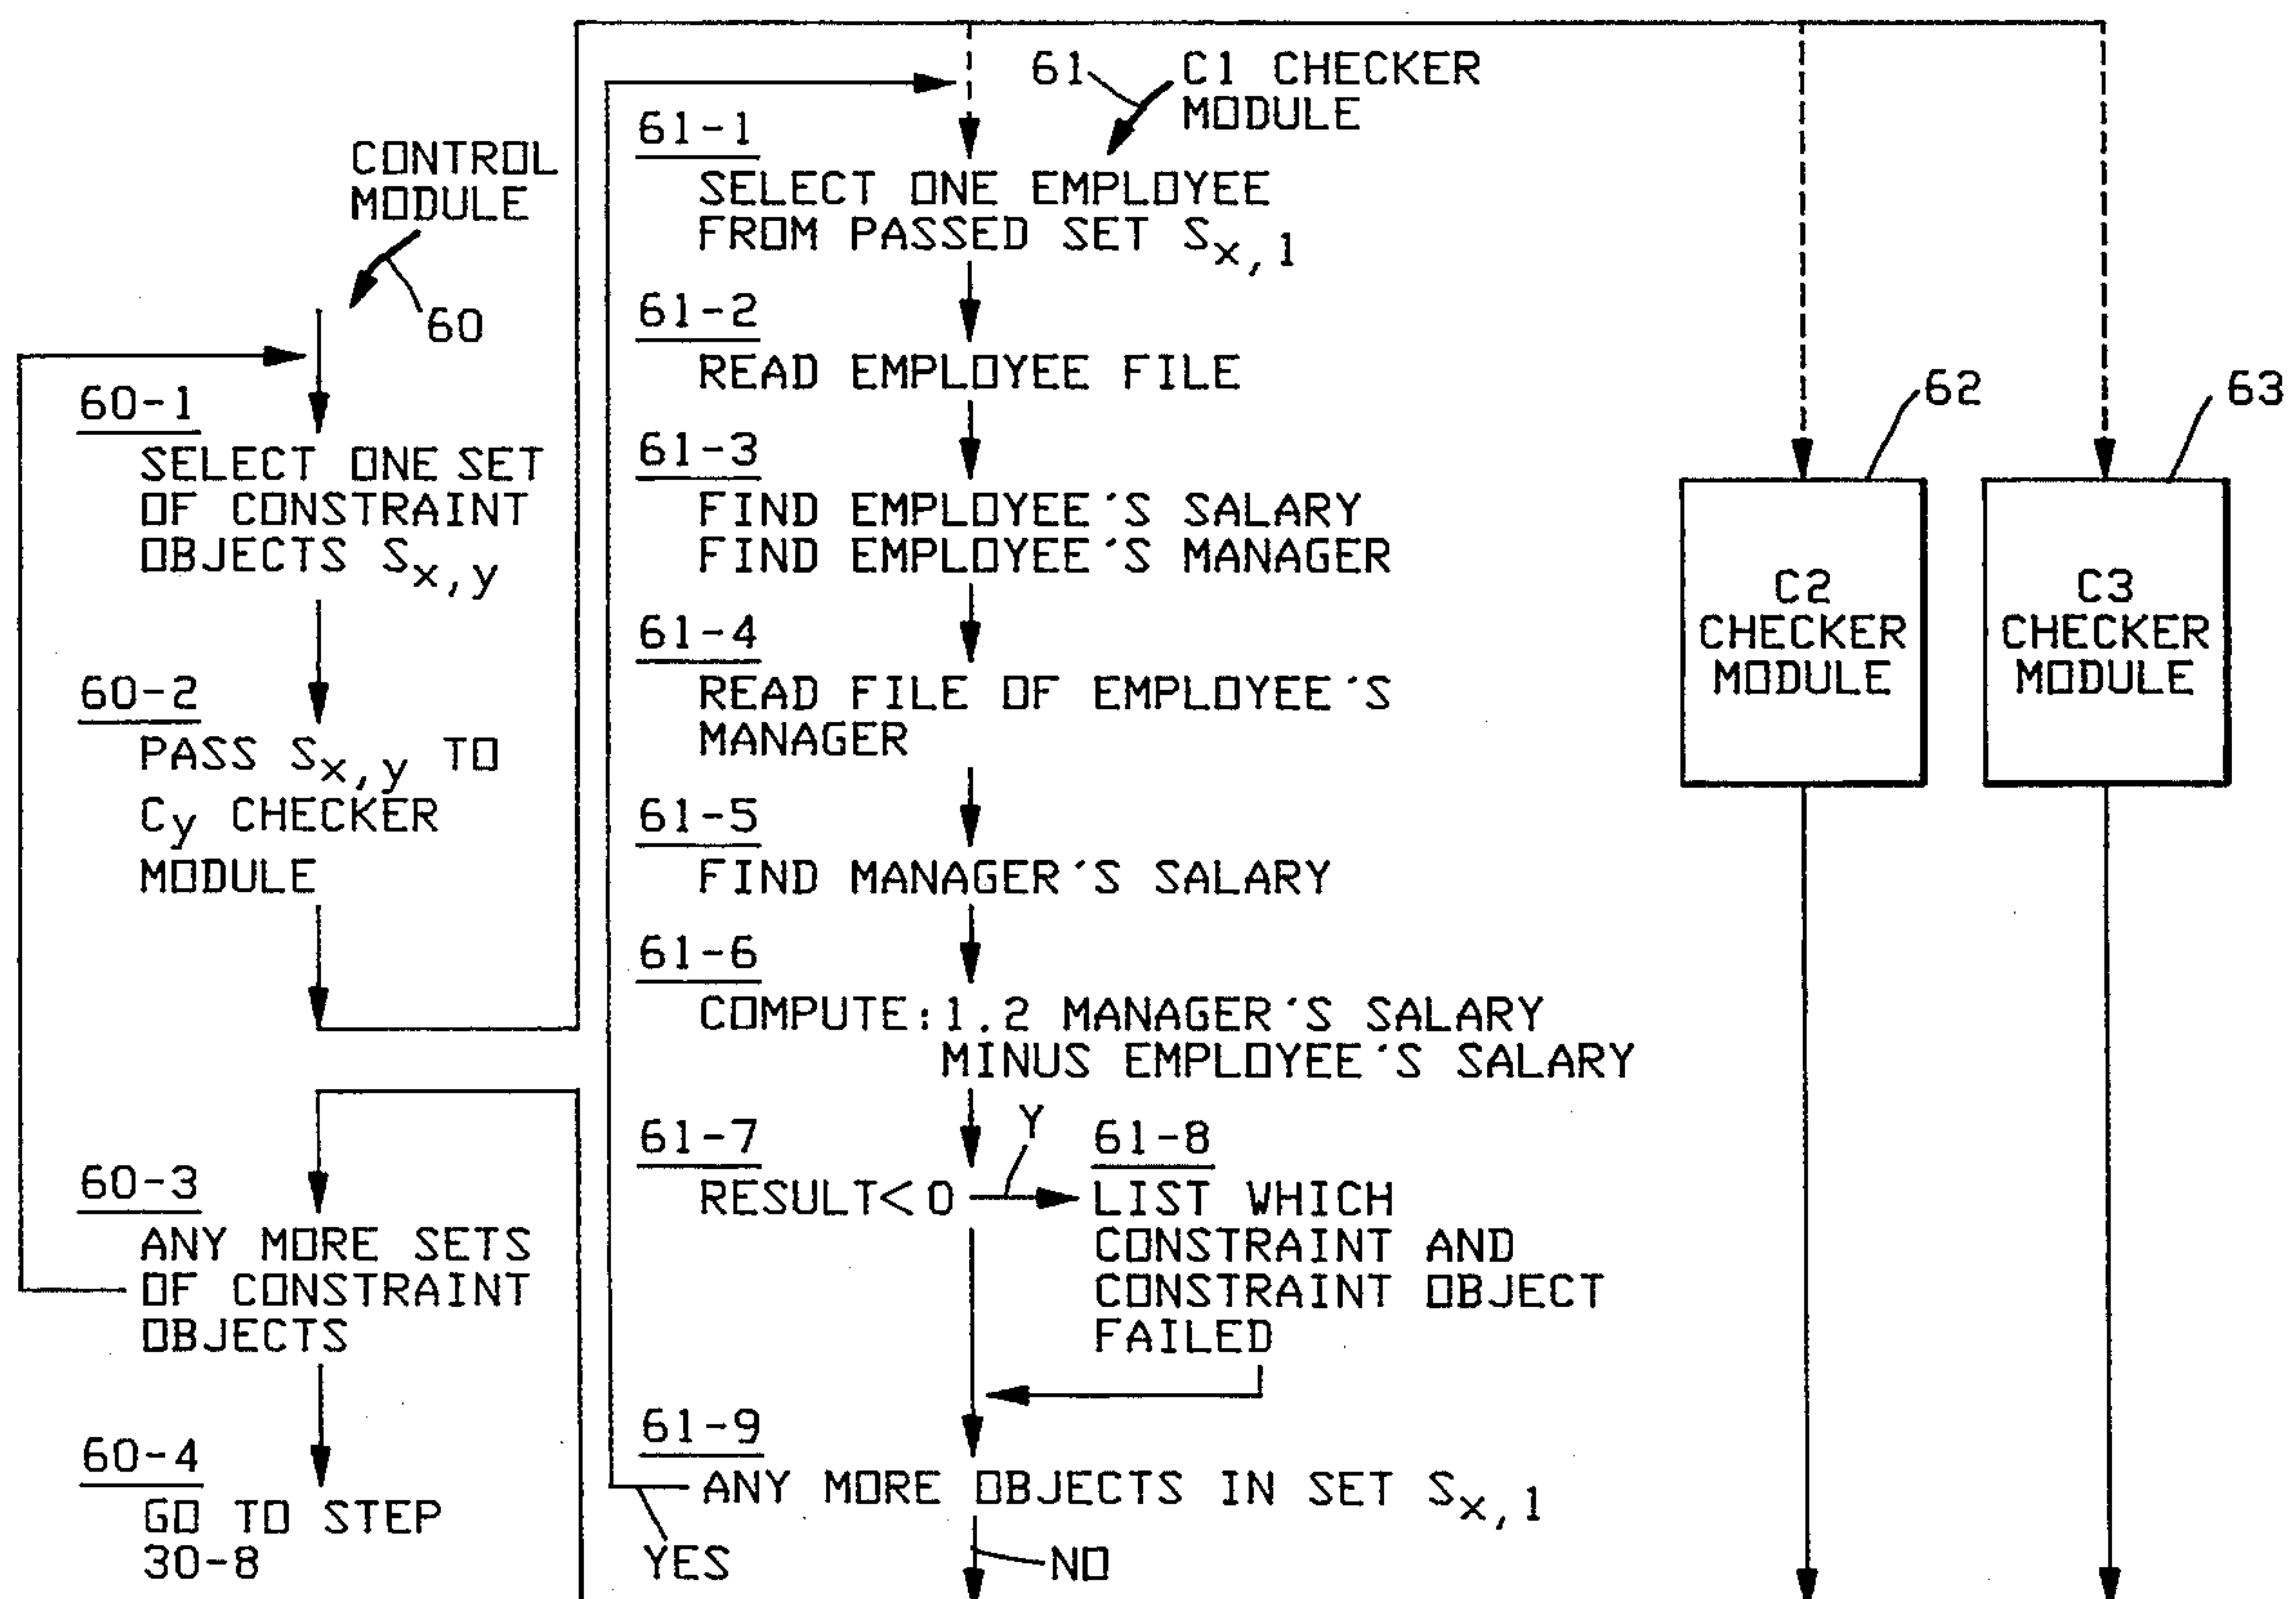 CONTROL
MODULE
60
60-1
SELECT ONE SET
OF CONSTRAINT
OBJECTS Sx,y
60-2
PASS Sx,y TO
Cy CHECKER
MODULE
60-3
ANY MORE SETS
OF CONSTRAINT
OBJECTS
60-4
GO TO STEP
30-8
61
C1 CHECKER
MODULE
61-1
SELECT ONE EMPLOYEE
FROM PASSED SET Sx,1
61-2
READ EMPLOYEE FILE
61-3
FIND EMPLOYEE'S SALARY
FIND EMPLOYEE'S MANAGER
61-4
READ FILE OF EMPLOYEE'S
MANAGER
61-5
FIND MANAGER'S SALARY
61-6
COMPUTE:1.2 MANAGER'S SALARY
MINUS EMPLOYEE'S SALARY
61-7
RESULT<0
Y
61-8
LIST WHICH
CONSTRAINT AND
CONSTRAINT OBJECT
FAILED
61-9
ANY MORE OBJECTS IN SET Sx,1
YES
NO
62
C2
CHECKER
MODULE
63
C3
CHECKER
MODULE